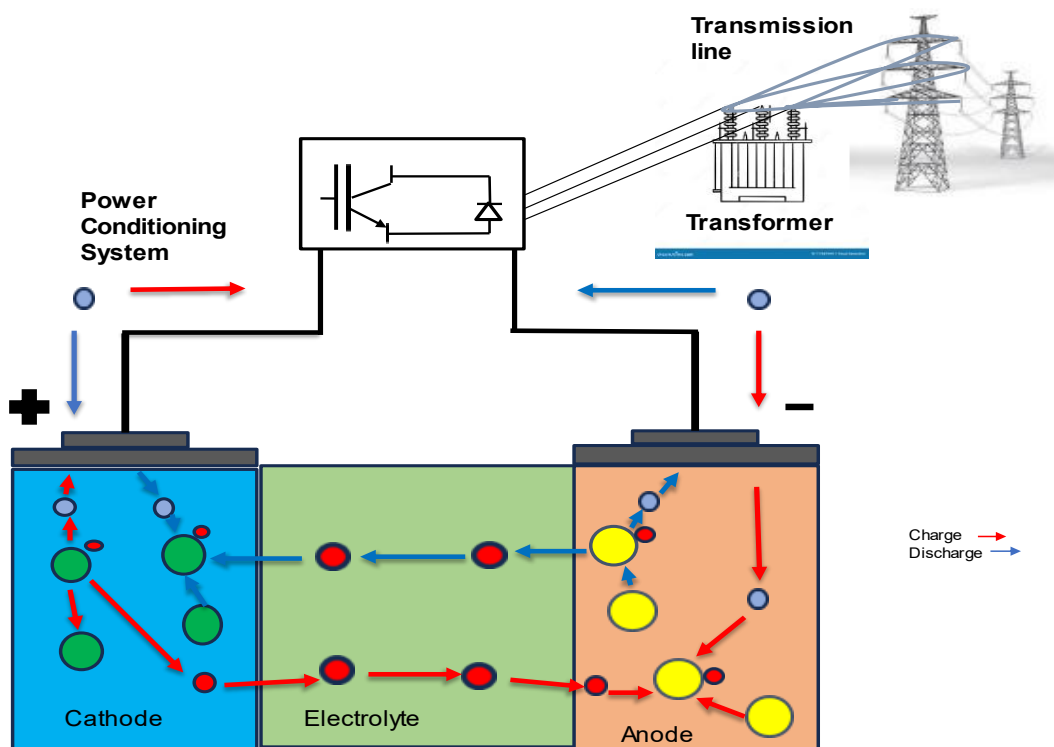 Transmission
line
Power
Conditioning
System
Transformer
Charge
Discharge
Cathode
Electrolyte
Anode